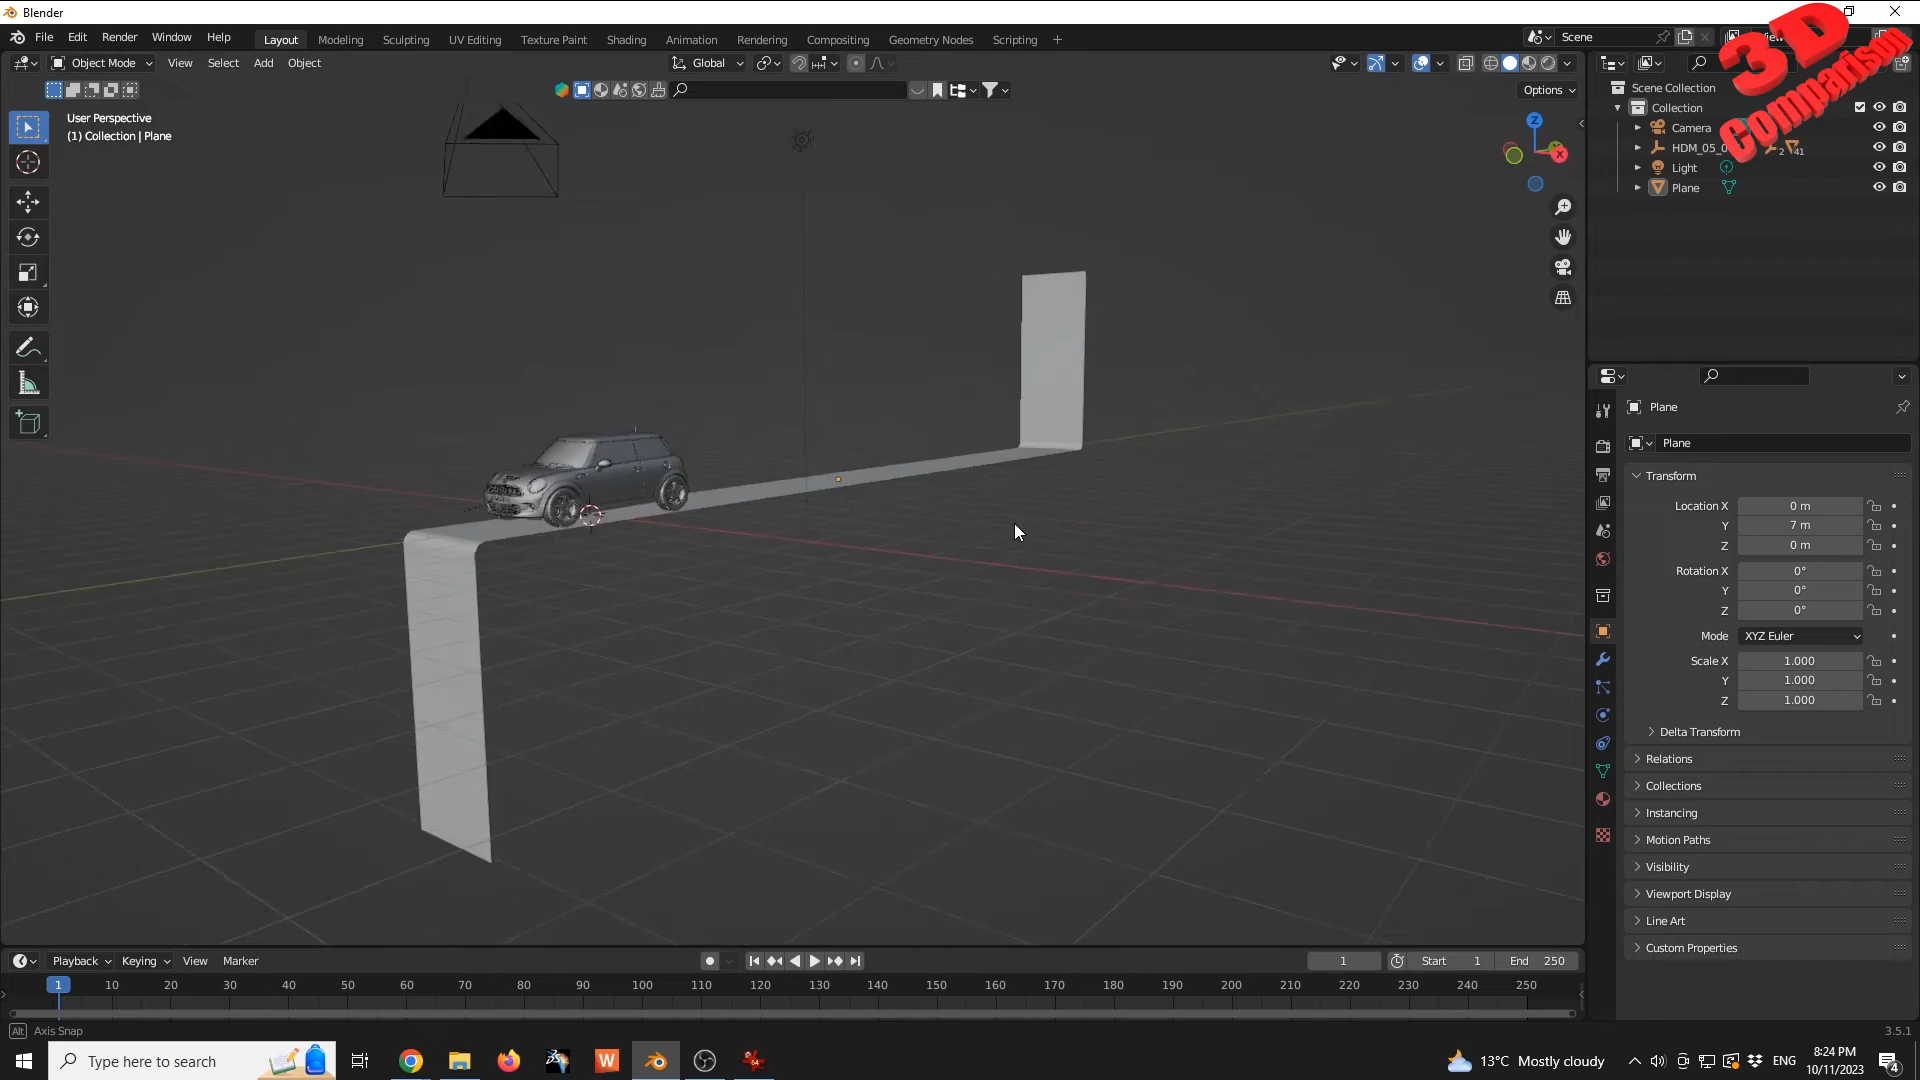 Blender
File Edit Render Window Help
Layout Modeling Sculpting UV Editing Texture Paint Shading Animation Rendering Compositing Geometry Nodes Scripting +
Scene
3D
Comparison
Object Mode View Select Add Object
Global
Options
User Perspective
(1) Collection | Plane
Z
X
Scene Collection
Collection
Camera
HDM_05_0
2
41
Light
Plane
Plane
Plane
Transform
Location X 0 m
Y 7 m
Z 0 m
Rotation X 0°
Y 0°
Z 0°
Mode XYZ Euler
Scale X 1.000
Y 1.000
Z 1.000
Delta Transform
Relations
Collections
Instancing
Motion Paths
Visibility
Viewport Display
Line Art
Custom Properties
Playback Keying View Marker
1 Start 1 End 250
1 10 20 30 40 50 60 70 80 90 100 110 120 130 140 150 160 170 180 190 200 210 220 230 240 250
Alt Axis Snap
3.5.1
Type here to search
13°C Mostly cloudy
ENG
8:24 PM
10/11/2023
4